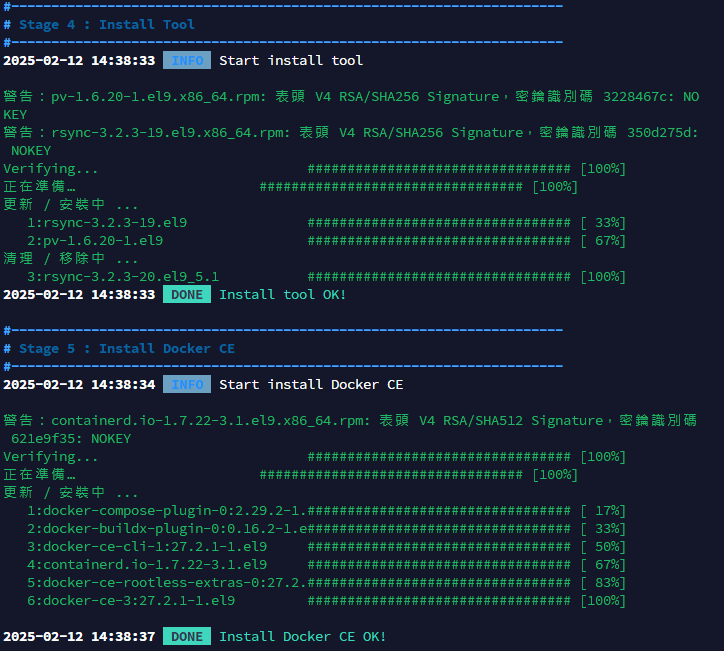 #---------------------------------------------------------------------
# Stage 4 : Install Tool
#---------------------------------------------------------------------
2025-02-12 14:38:33 INFO Start install tool
警告：pv-1.6.20-1.el9.x86_64.rpm: 表頭 V4 RSA/SHA256 Signature，密鑰識別碼 3228467c: NO
KEY
警告：rsync-3.2.3-19.el9.x86_64.rpm: 表頭 V4 RSA/SHA256 Signature，密鑰識別碼 350d275d:
NOKEY
Verifying... ################################# [100%]
正在準備… ################################# [100%]
更新 / 安裝中 ...
1:rsync-3.2.3-19.el9 ################################# [ 33%]
2:pv-1.6.20-1.el9 ################################# [ 67%]
清理 / 移除中 ...
3:rsync-3.2.3-20.el9_5.1 ################################# [100%]
2025-02-12 14:38:33 DONE Install tool OK!
#---------------------------------------------------------------------
# Stage 5 : Install Docker CE
#---------------------------------------------------------------------
2025-02-12 14:38:34 INFO Start install Docker CE
警告：containerd.io-1.7.22-3.1.el9.x86_64.rpm: 表頭 V4 RSA/SHA512 Signature，密鑰識別碼
621e9f35: NOKEY
Verifying... ################################# [100%]
正在準備… ################################# [100%]
更新 / 安裝中 ...
1:docker-compose-plugin-0:2.29.2-1.################################# [ 17%]
2:docker-buildx-plugin-0:0.16.2-1.e################################# [ 33%]
3:docker-ce-cli-1:27.2.1-1.el9 ################################# [ 50%]
4:containerd.io-1.7.22-3.1.el9 ################################# [ 67%]
5:docker-ce-rootless-extras-0:27.2.################################# [ 83%]
6:docker-ce-3:27.2.1-1.el9 ################################# [100%]
2025-02-12 14:38:37 DONE Install Docker CE OK!